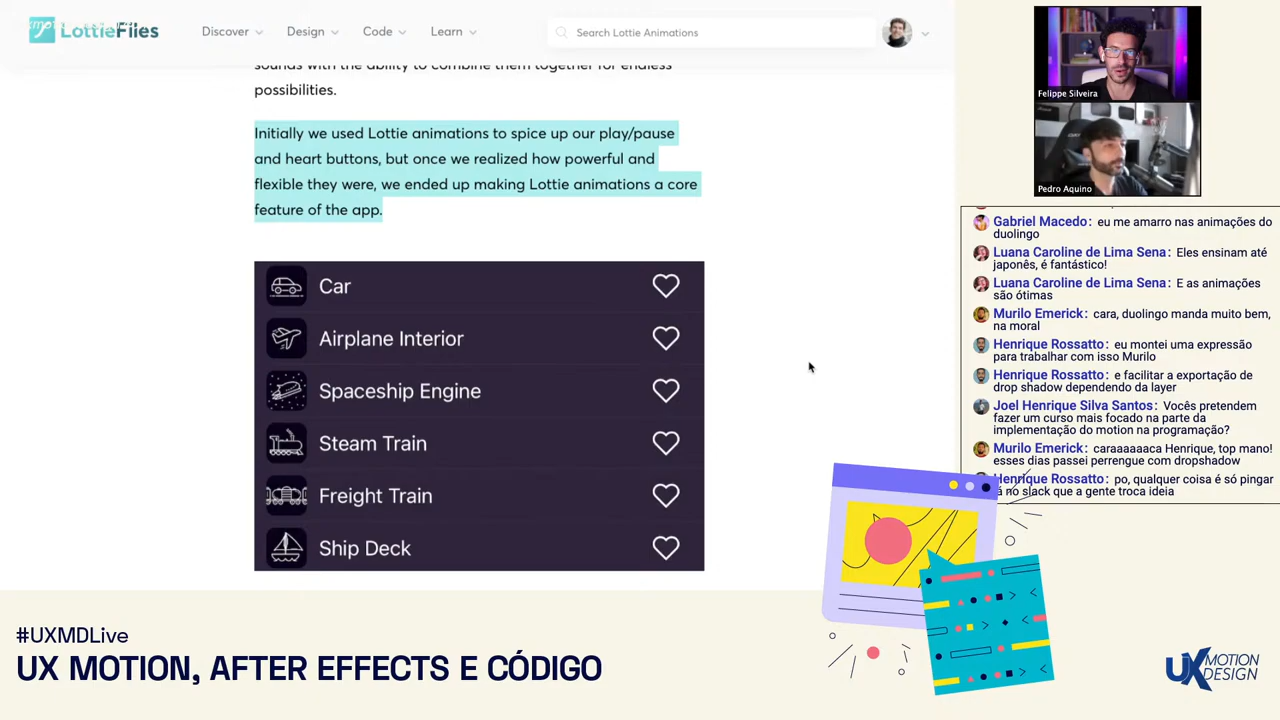 LottieFiles
Discover
Design
Code
Learn
Search Lottie Animations
sounds with the ability to combine them together for endless
possibilities.
Initially we used Lottie animations to spice up our play/pause
and heart buttons, but once we realized how powerful and
flexible they were, we ended up making Lottie animations a core
feature of the app.
Car
Airplane Interior
Spaceship Engine
Steam Train
Freight Train
Ship Deck
Felippe Silveira
Pedro Aquino
Gabriel Macedo: eu me amarro nas animações do
duolingo
Luana Caroline de Lima Sena: Eles ensinam até
japonês, é fantástico!
Luana Caroline de Lima Sena: E as animações
são ótimas
Murilo Emerick: cara, duolingo manda muito bem,
na moral
Henrique Rossatto: eu montei uma expressão
para trabalhar com isso Murilo
Henrique Rossatto: e facilitar a exportação de
drop shadow dependendo da layer
Joel Henrique Silva Santos: Vocês pretendem
fazer um curso mais focado na parte da
implementação do motion na programação?
Murilo Emerick: caraaaaaaca Henrique, top mano!
esses dias passei perrengue com dropshadow
Henrique Rossatto: po, qualquer coisa é só pingar
no slack que a gente troca ideia
#UXMDLive
UX MOTION, AFTER EFFECTS E CÓDIGO
UX MOTION
DESIGN